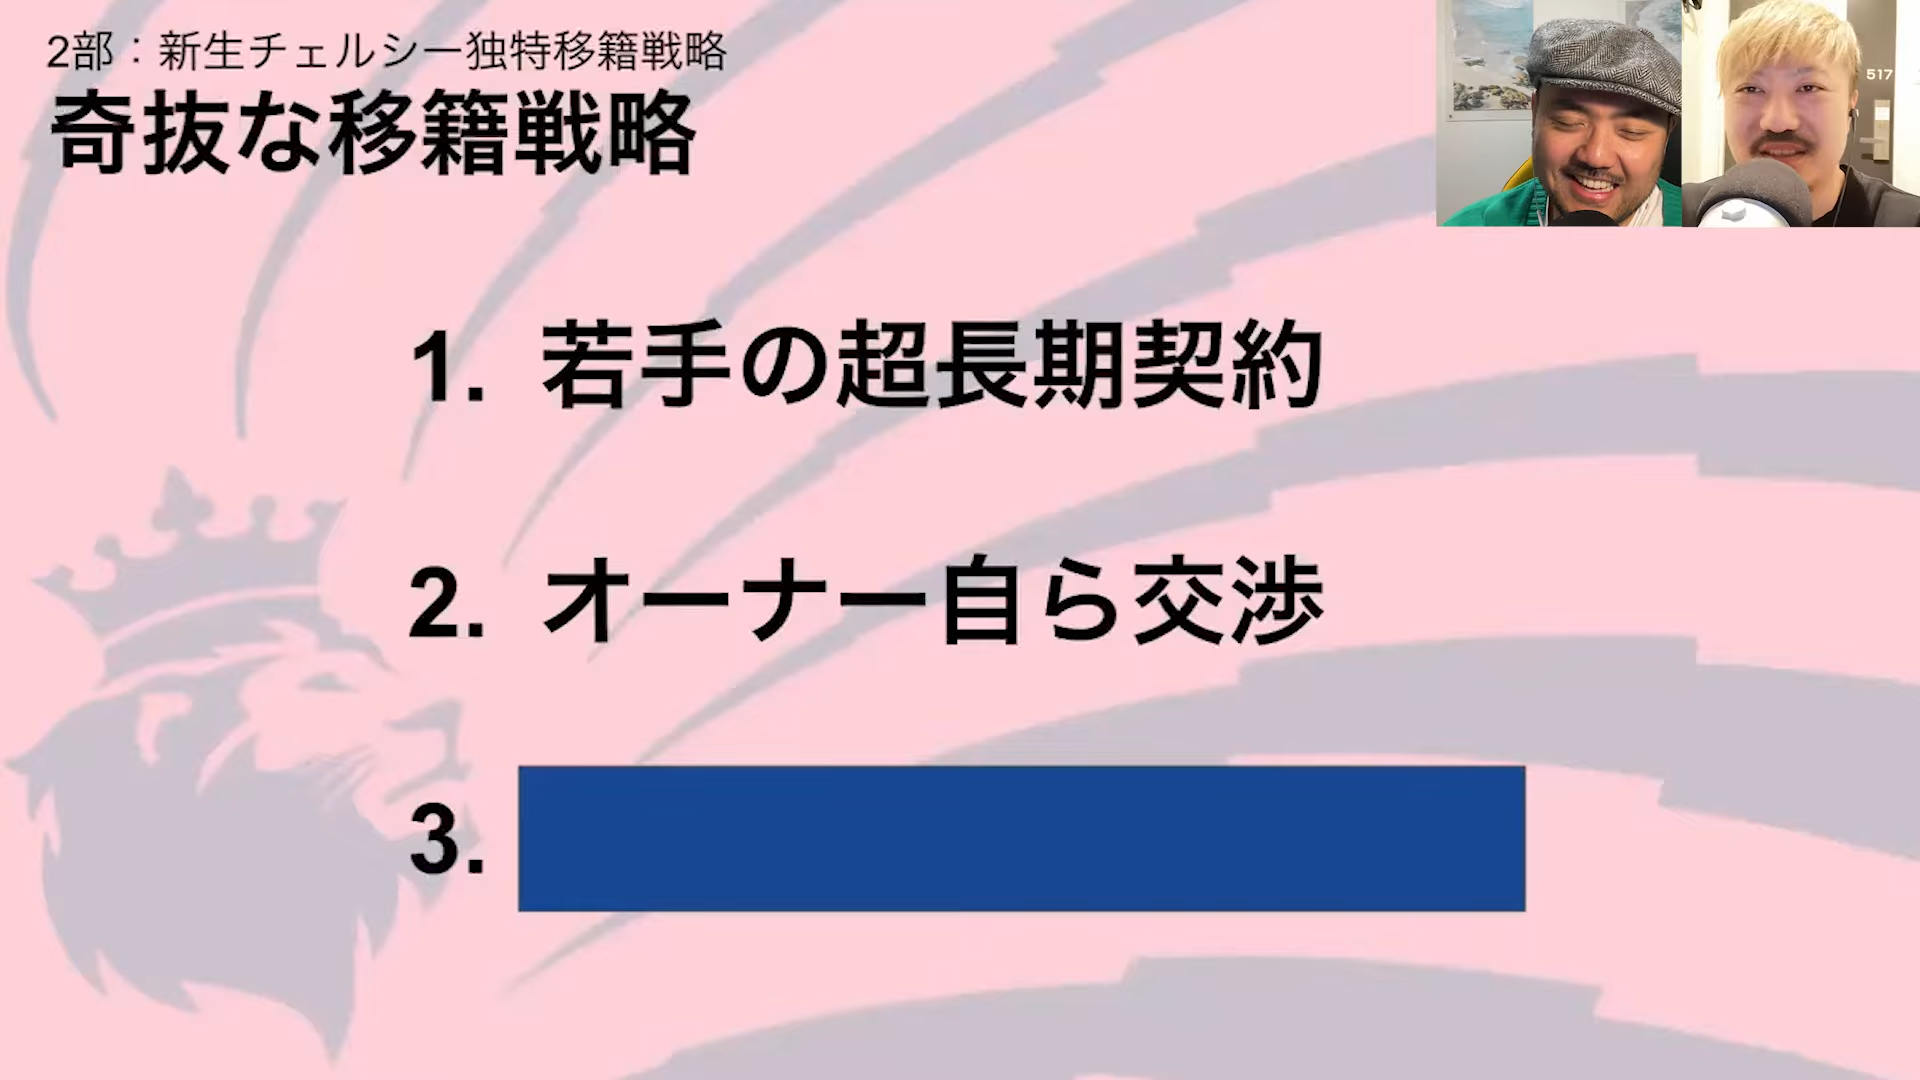 2部：新生チェルシー独特移籍戦略
奇抜な移籍戦略
517
1. 若手の超長期契約
2. オーナー自ら交渉
3.